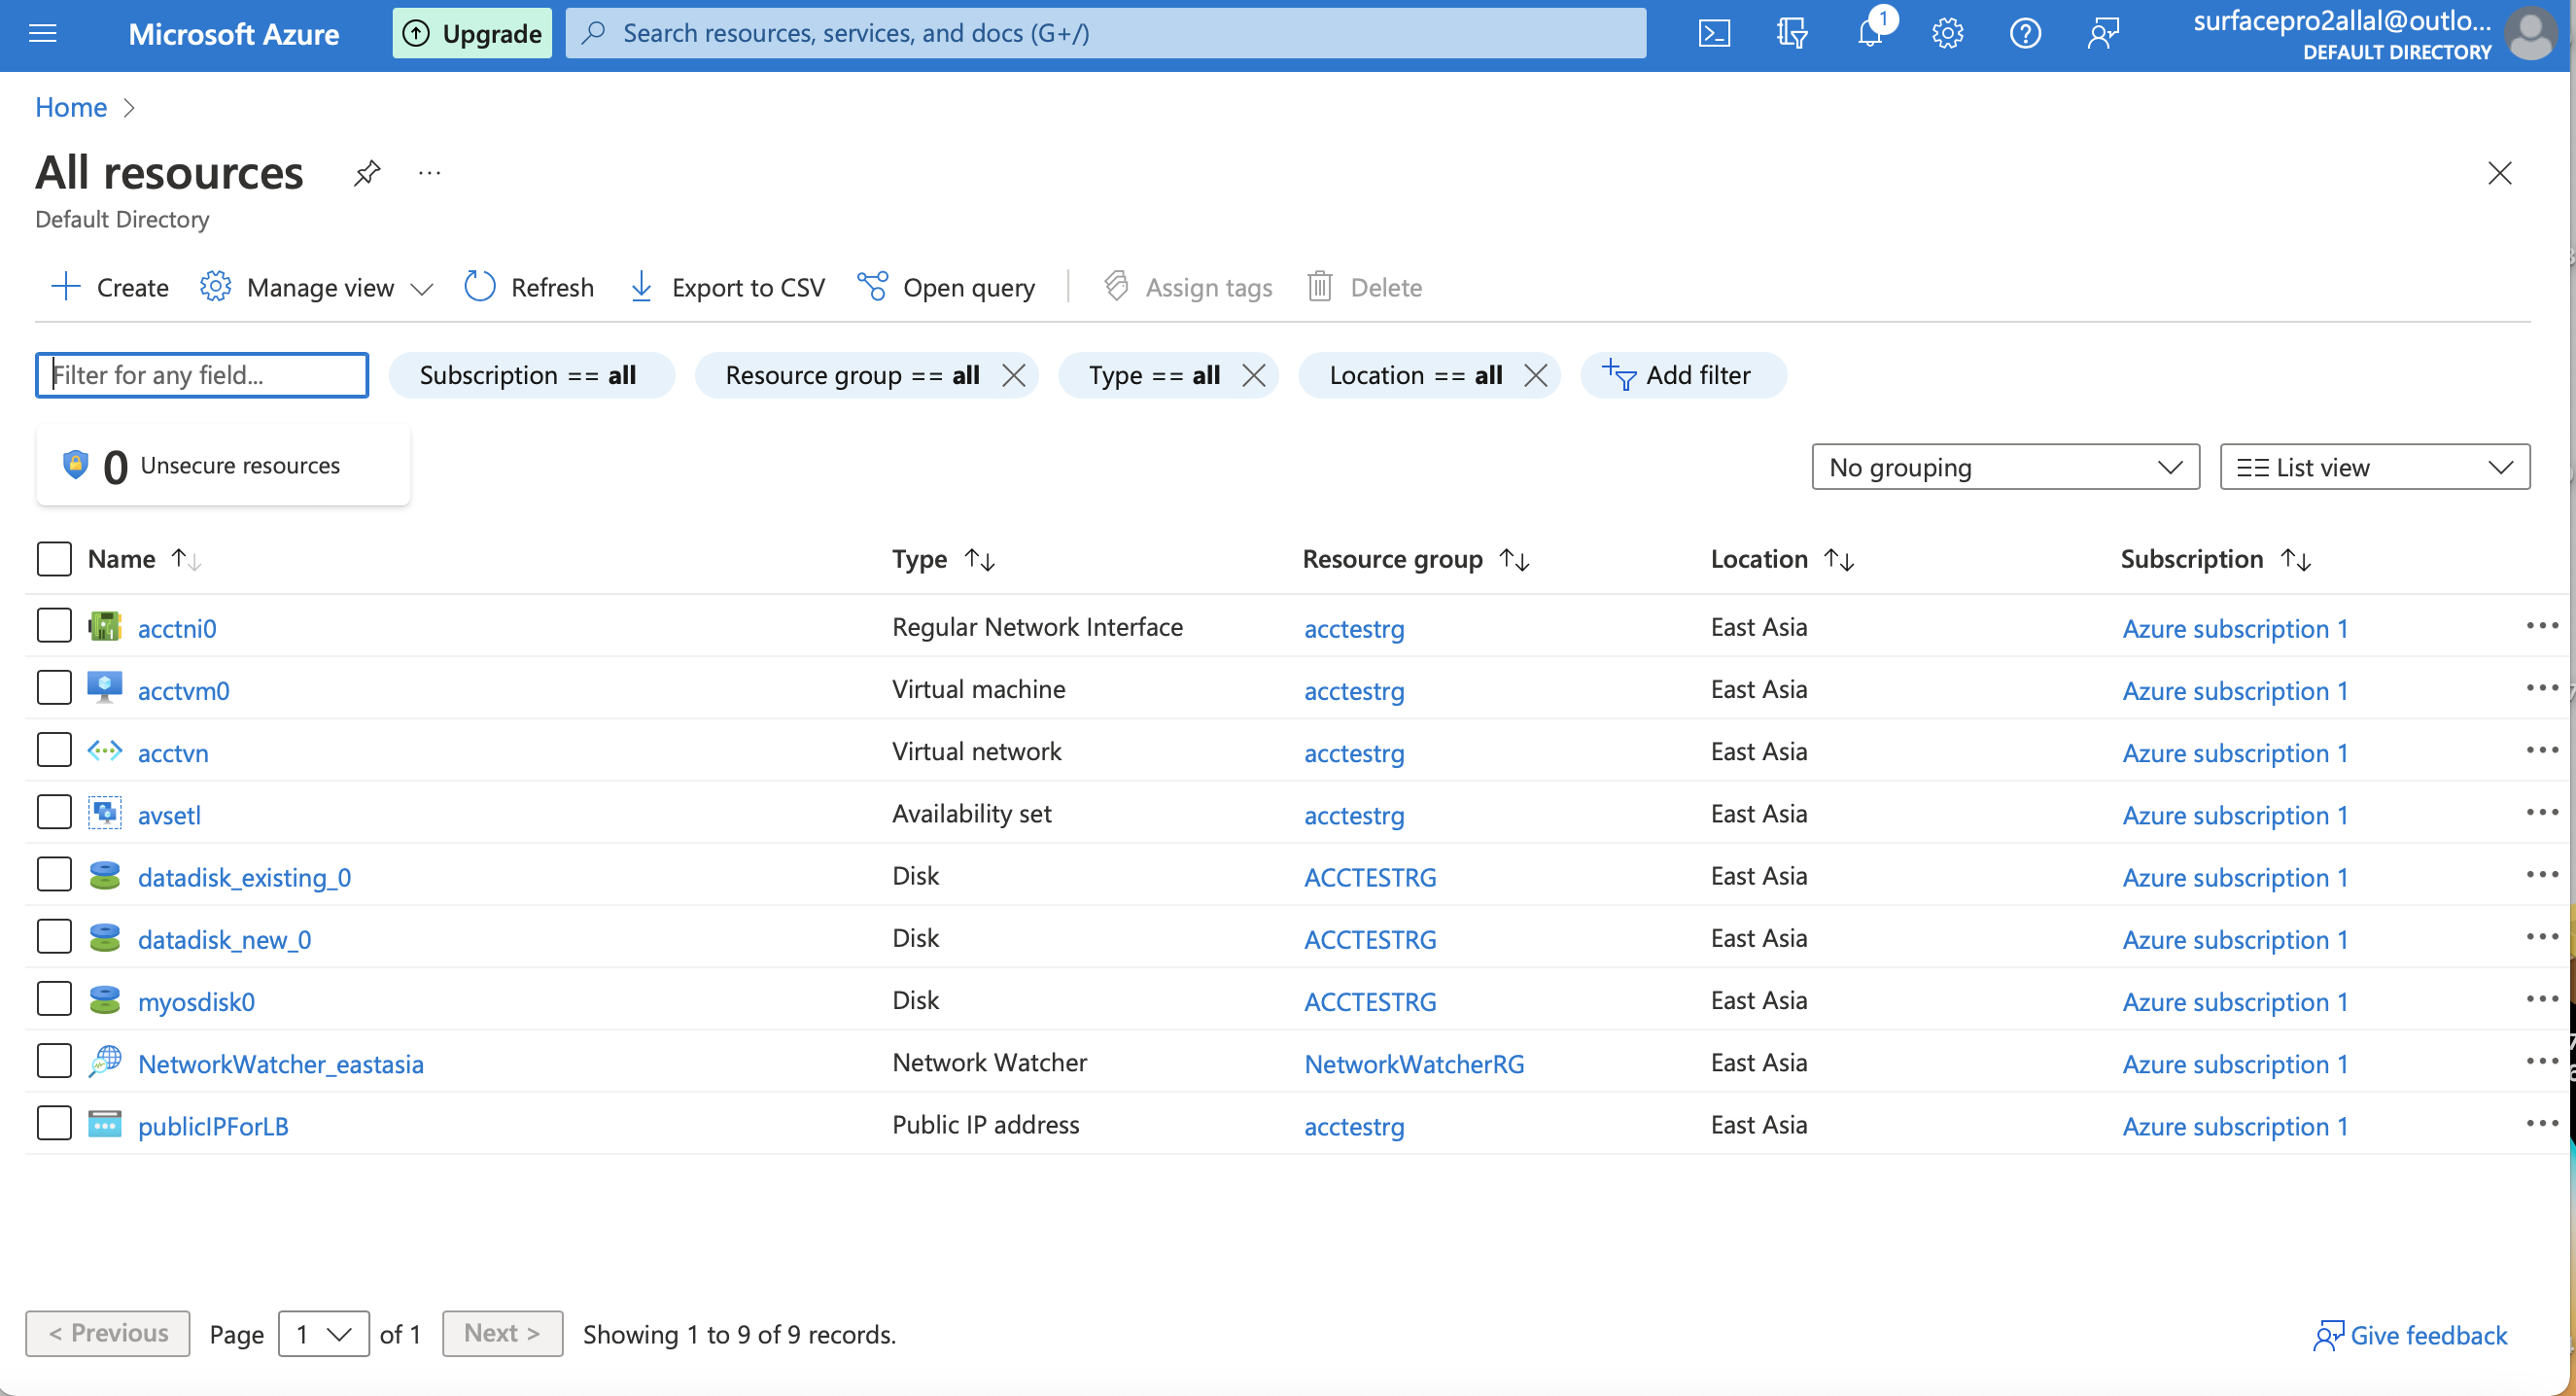 Microsoft Azure Upgrade Search resources, services, and docs (G+/) 1 surfacepro2allal@outlo...
DEFAULT DIRECTORY
Home
All resources ...
Default Directory
Create Manage view Refresh Export to CSV Open query Assign tags Delete
Filter for any field... Subscription == all Resource group == all Type == all Location == all Add filter
0 Unsecure resources No grouping List view
Name Type Resource group Location Subscription
acctni0 Regular Network Interface acctestrg East Asia Azure subscription 1
acctvm0 Virtual machine acctestrg East Asia Azure subscription 1
acctvn Virtual network acctestrg East Asia Azure subscription 1
avsetl Availability set acctestrg East Asia Azure subscription 1
datadisk_existing_0 Disk ACCTESTRG East Asia Azure subscription 1
datadisk_new_0 Disk ACCTESTRG East Asia Azure subscription 1
myosdisk0 Disk ACCTESTRG East Asia Azure subscription 1
NetworkWatcher_eastasia Network Watcher NetworkWatcherRG East Asia Azure subscription 1
publicIPForLB Public IP address acctestrg East Asia Azure subscription 1
< Previous Page 1 of 1 Next > Showing 1 to 9 of 9 records. Give feedback